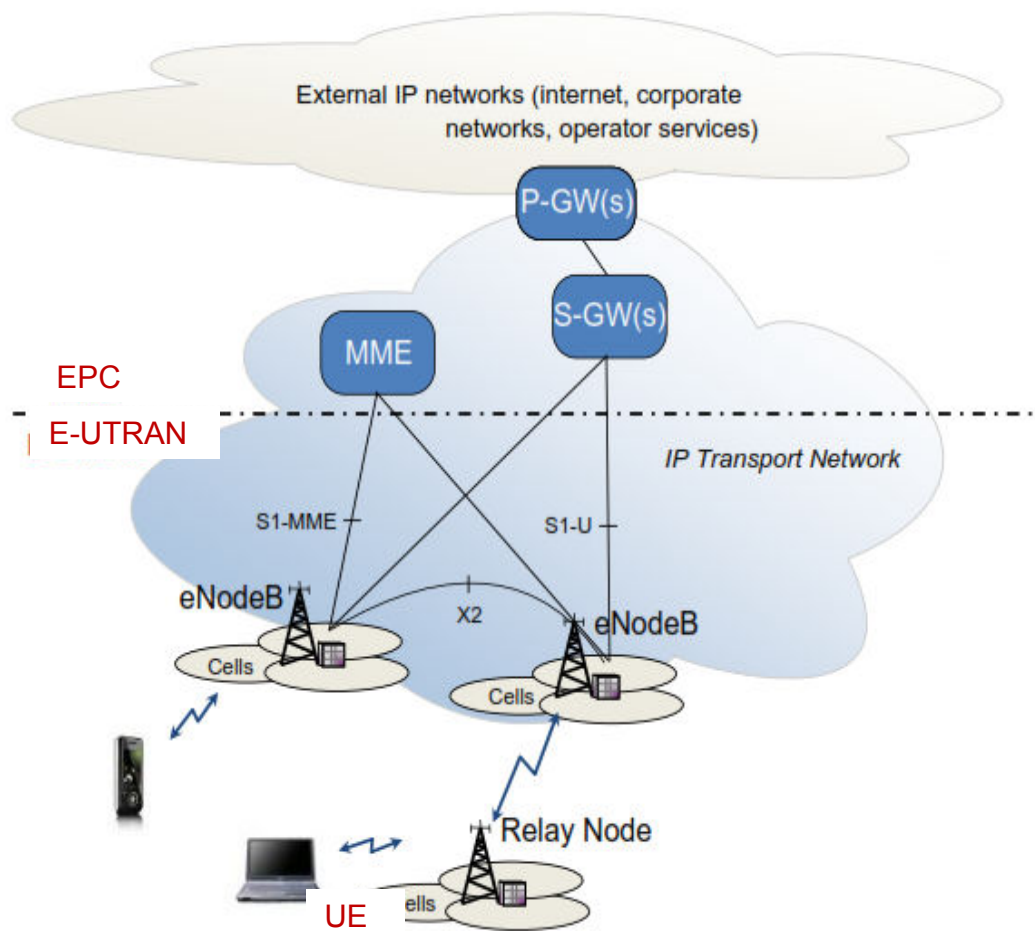 External IP networks (internet, corporate
networks, operator services)
P-GW(s)
S-GW(s)
MME
EPC
E-UTRAN
IP Transport Network
S1-MME
S1-U
eNodeB
X2
eNodeB
Cells
Cells
Relay Node
UE
ells